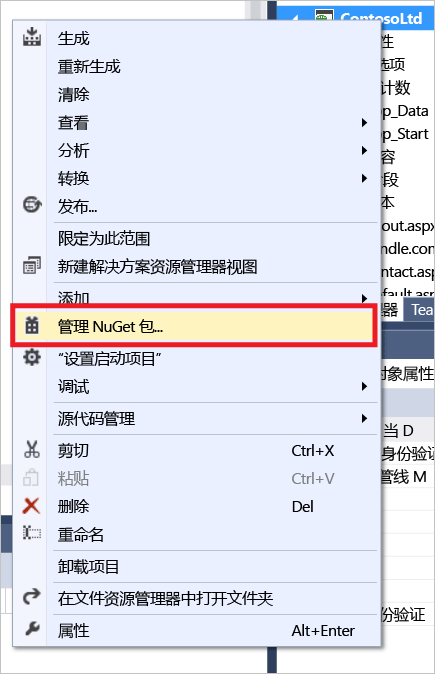 ContosoLtd
生成
性
重新生成
选项
清除
计数
查看
op_Data
分析
op_Start
容
转换
段
发布...
本
out.aspx
限定为此范围
ndle.con
新建解决方案资源管理器视图
ntact.as
fault.asp
添加
器
Tea
管理 NuGet 包...
“设置启动项目”
对象属性
调试
源代码管理
当 D
剪切 Ctrl+X
身份验证
粘贴 Ctrl+V
管线 M
删除 Del
重命名
卸载项目
在文件资源管理器中打开文件夹
份验证
属性 Alt+Enter